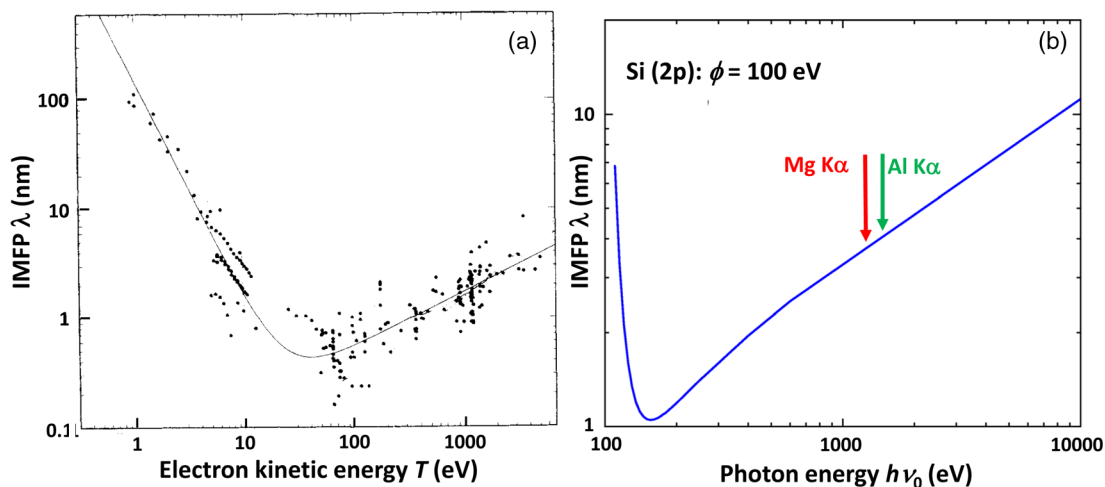 (a)
IMFP λ (nm)
100
10
1
0.1
1
10
100
1000
Electron kinetic energy T (eV)
(b)
Si (2p): ϕ = 100 eV
Mg Kα
Al Kα
IMFP λ (nm)
10
1
100
1000
10000
Photon energy hν₀ (eV)